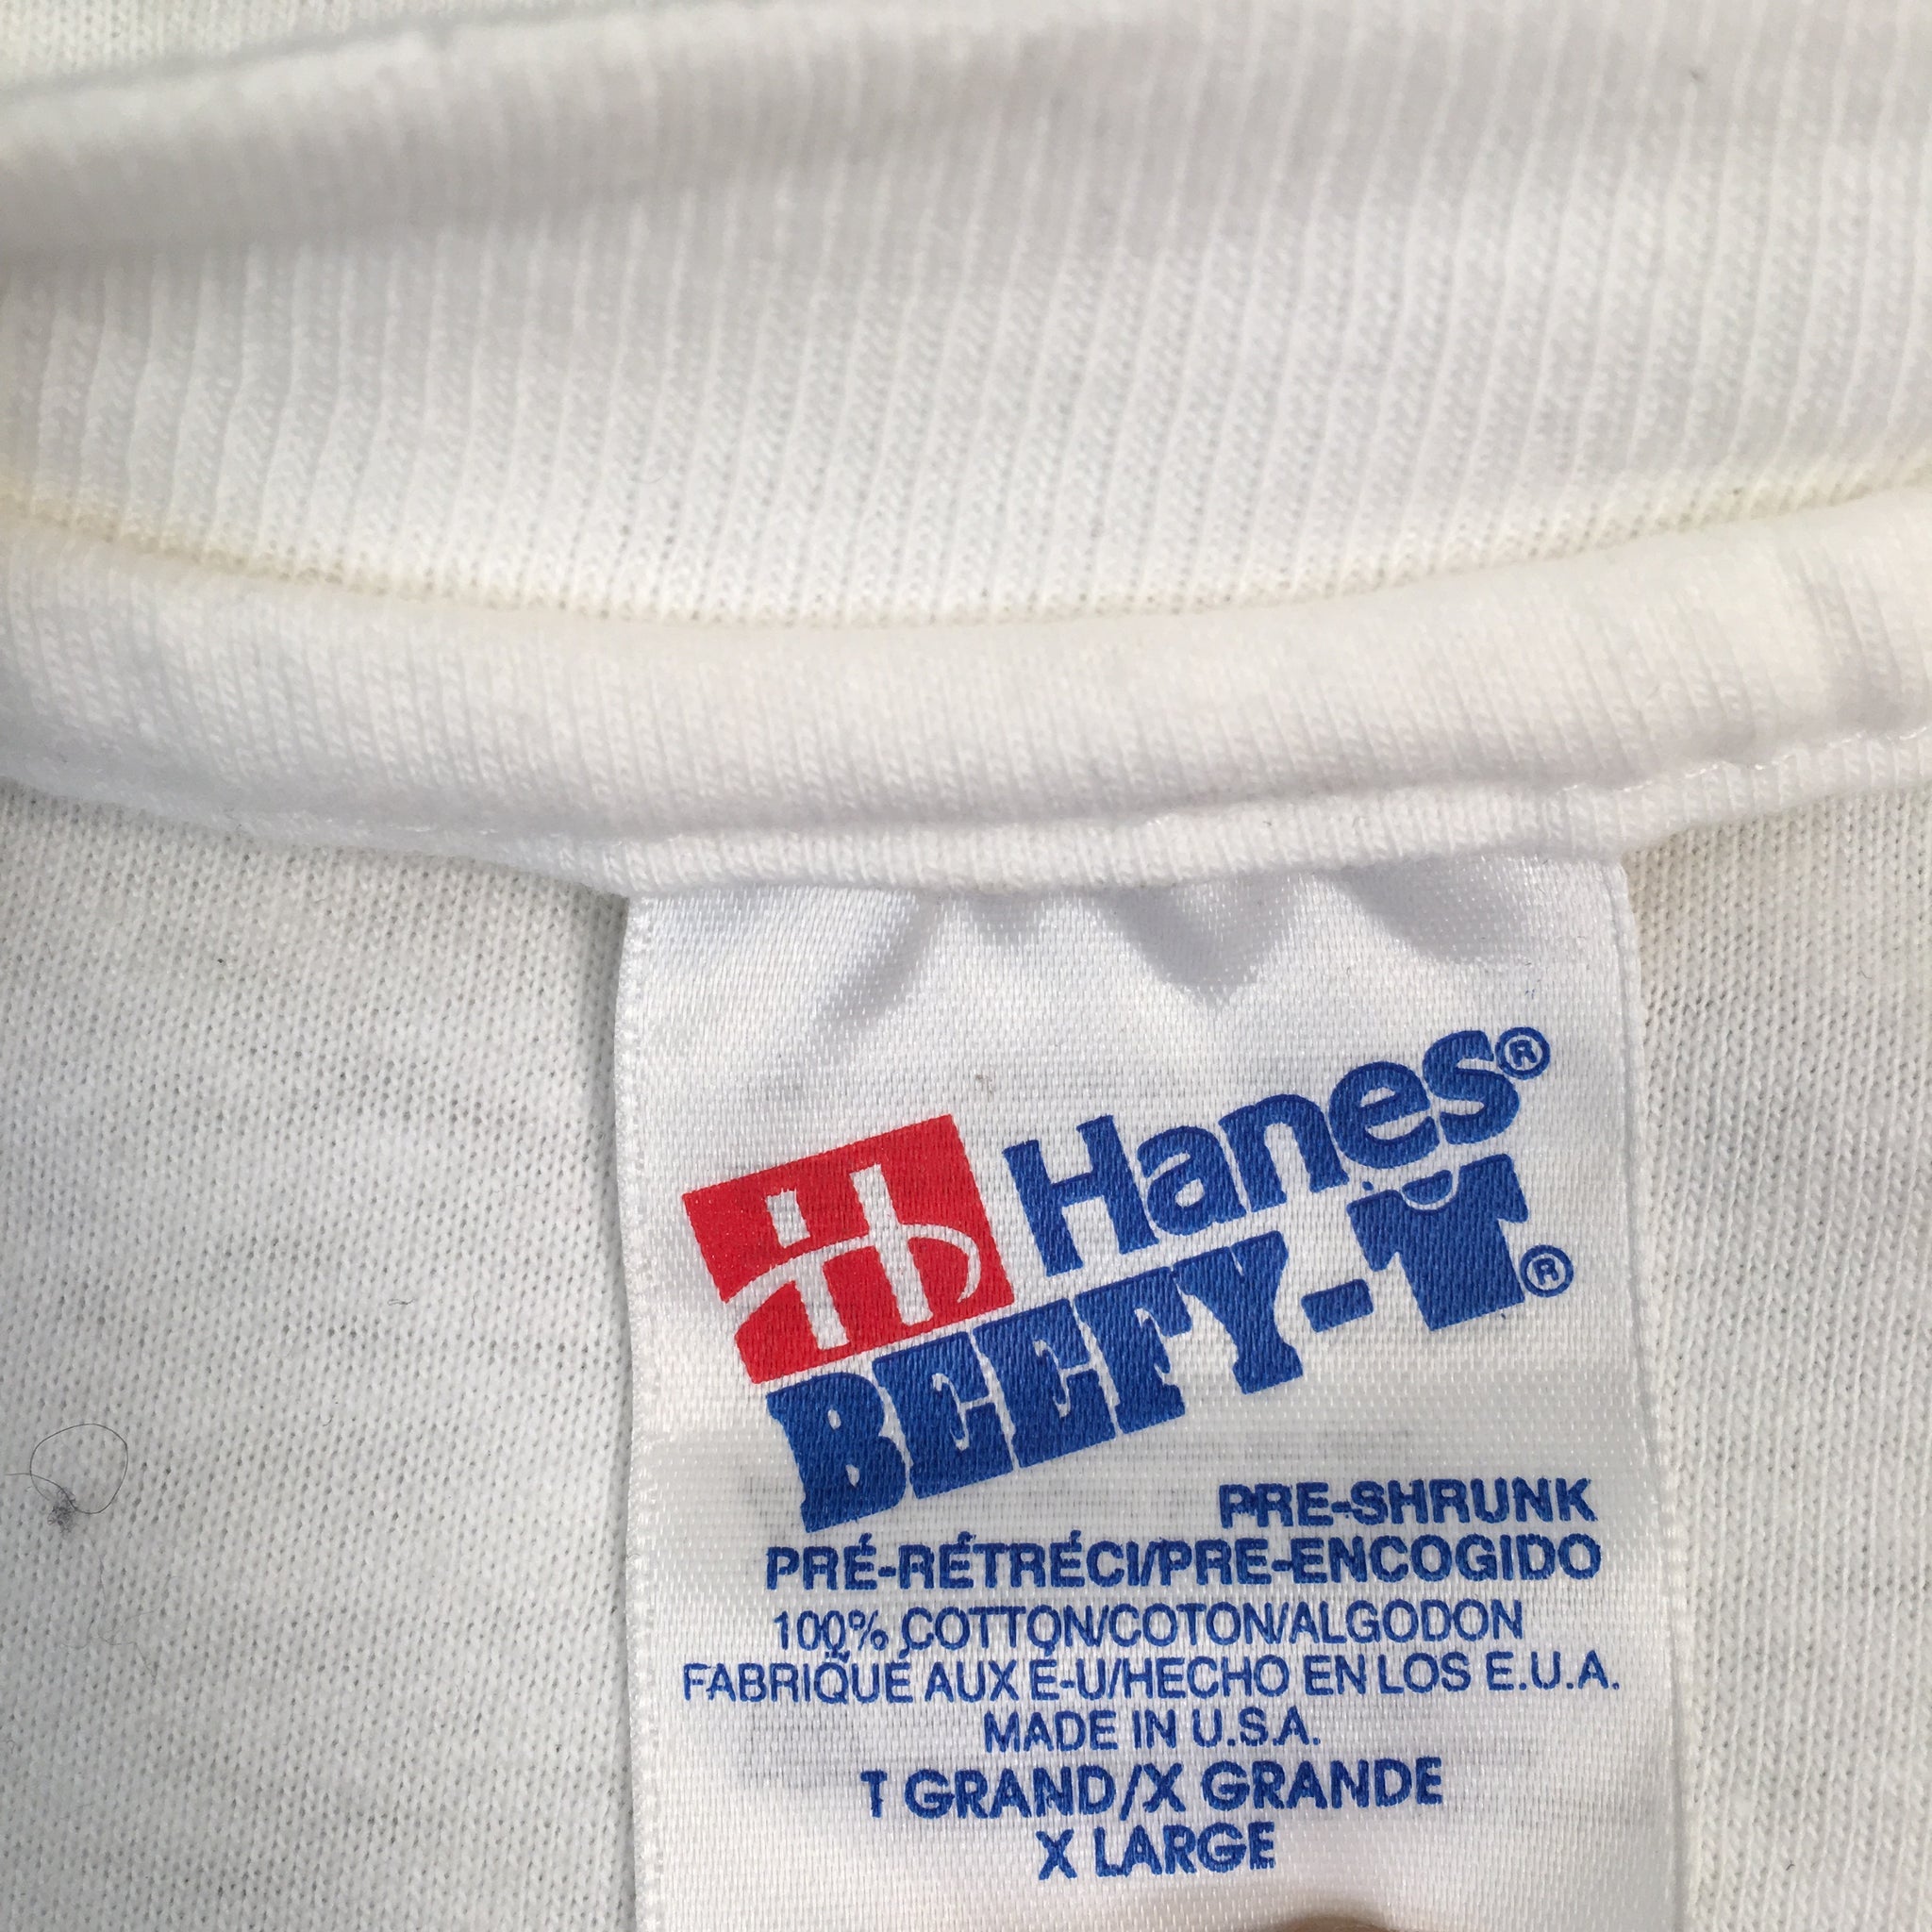 Hanes®
BEEFY-T®
PRE-SHRUNK
PRÉ-RÉTRÉCI/PRE-ENCOGIDO
100% COTTON/COTON/ALGODON
FABRIQUÉ AUX É-U/HECHO EN LOS E.U.A.
MADE IN U.S.A.
T GRAND/X GRANDE
X LARGE